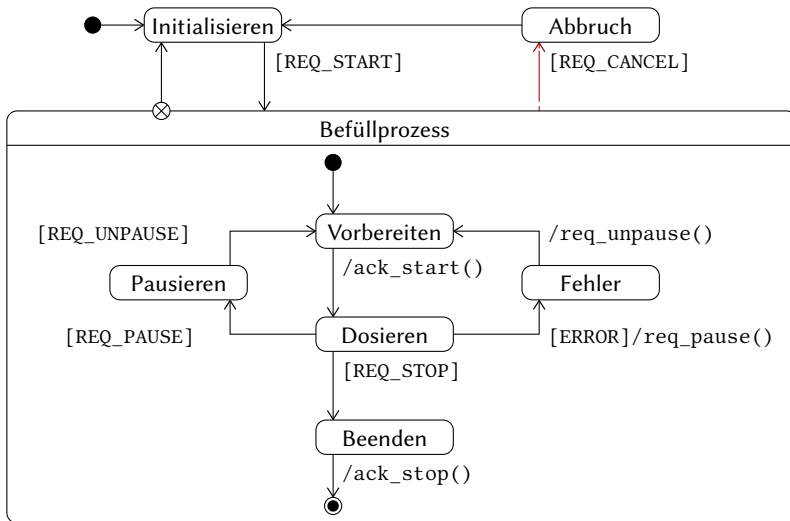 Initialisieren
Abbruch
[REQ_START]
[REQ_CANCEL]
Befüllprozess
[REQ_UNPAUSE]
Vorbereiten
/req_unpause()
/ack_start()
Pausieren
Fehler
[REQ_PAUSE]
Dosieren
[ERROR]/req_pause()
[REQ_STOP]
Beenden
/ack_stop()